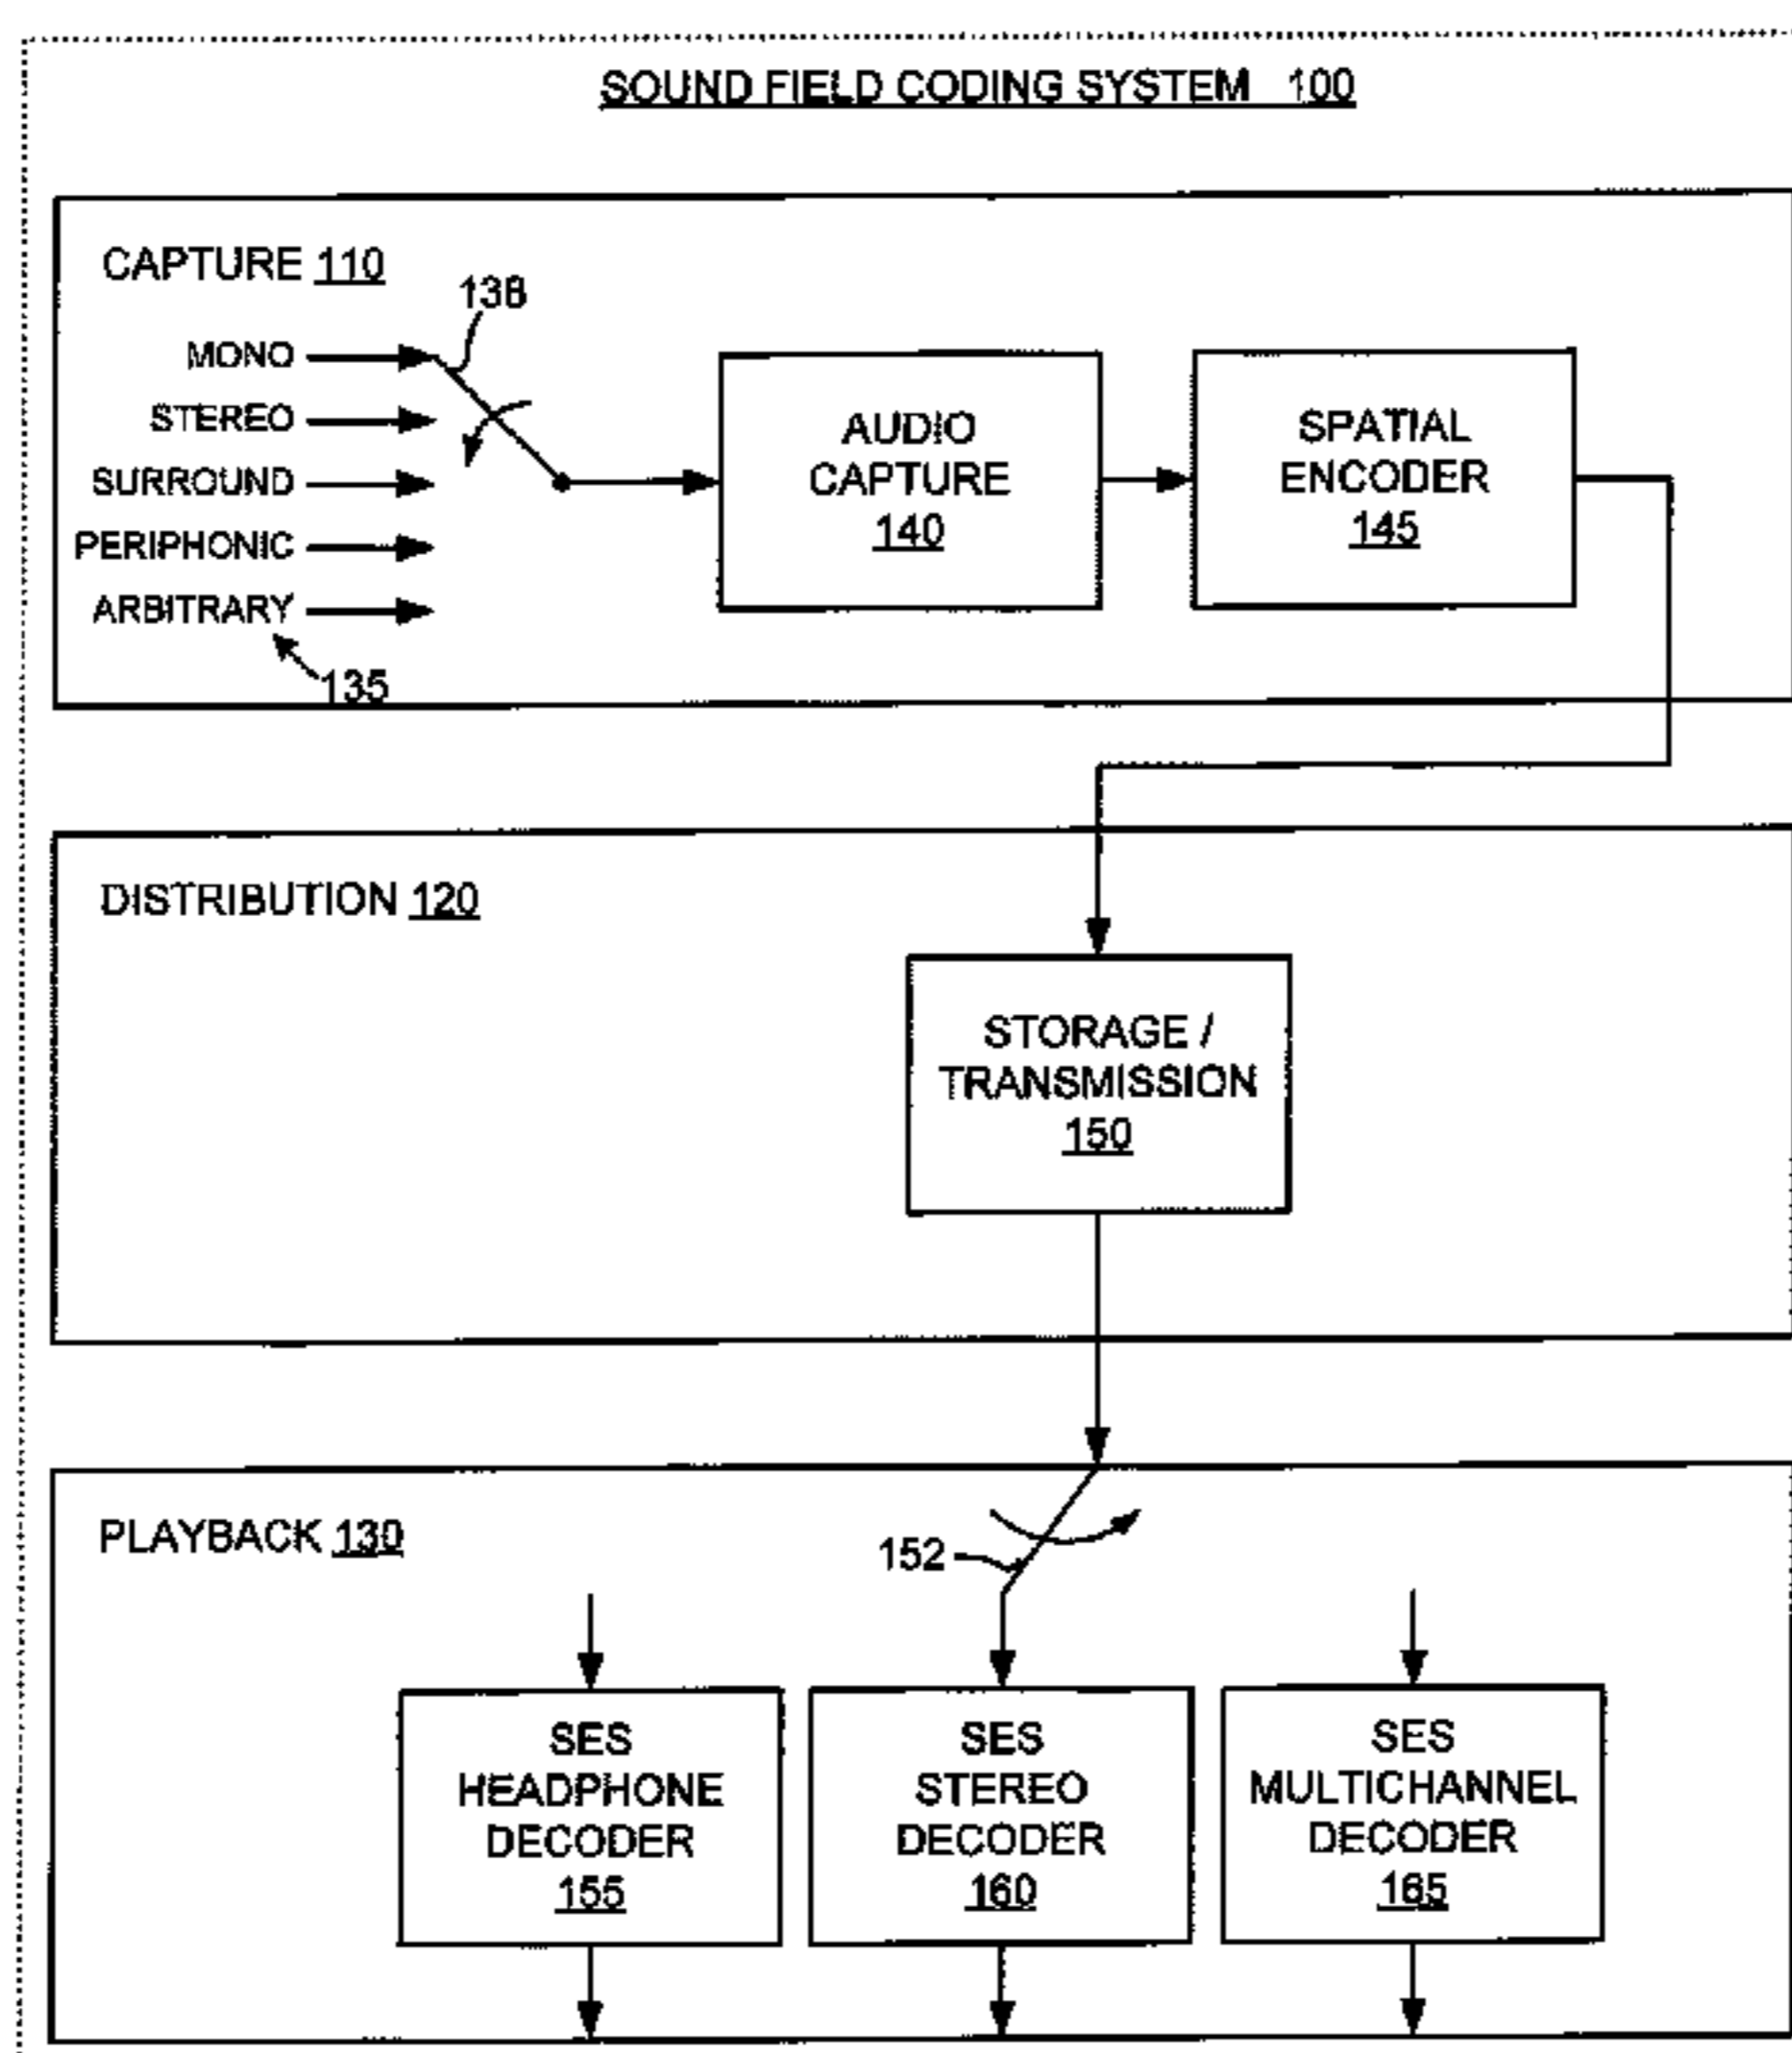 SOUND FIELD CODING SYSTEM 100
CAPTURE 110
138
MONO
STEREO
SURROUND
PERIPHONIC
ARBITRARY
135
AUDIO
CAPTURE
140
SPATIAL
ENCODER
145
DISTRIBUTION 120
STORAGE /
TRANSMISSION
150
PLAYBACK 130
152
SES
HEADPHONE
DECODER
155
SES
STEREO
DECODER
160
SES
MULTICHANNEL
DECODER
165